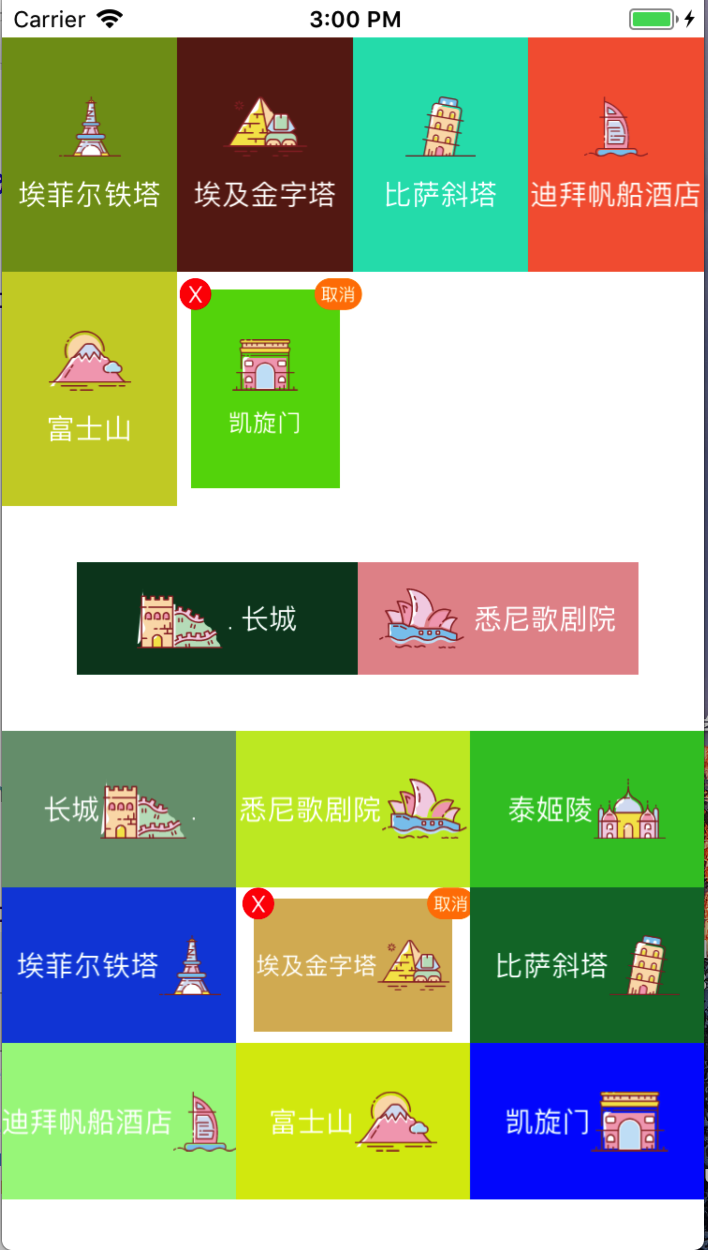 Carrier 3:00 PM
埃菲尔铁塔 埃及金字塔 比萨斜塔 迪拜帆船酒店
X 取消
富士山 凯旋门
. 长城 悉尼歌剧院
长城 . 悉尼歌剧院 泰姬陵
X 取消
埃菲尔铁塔 埃及金字塔 比萨斜塔
迪拜帆船酒店 富士山 凯旋门